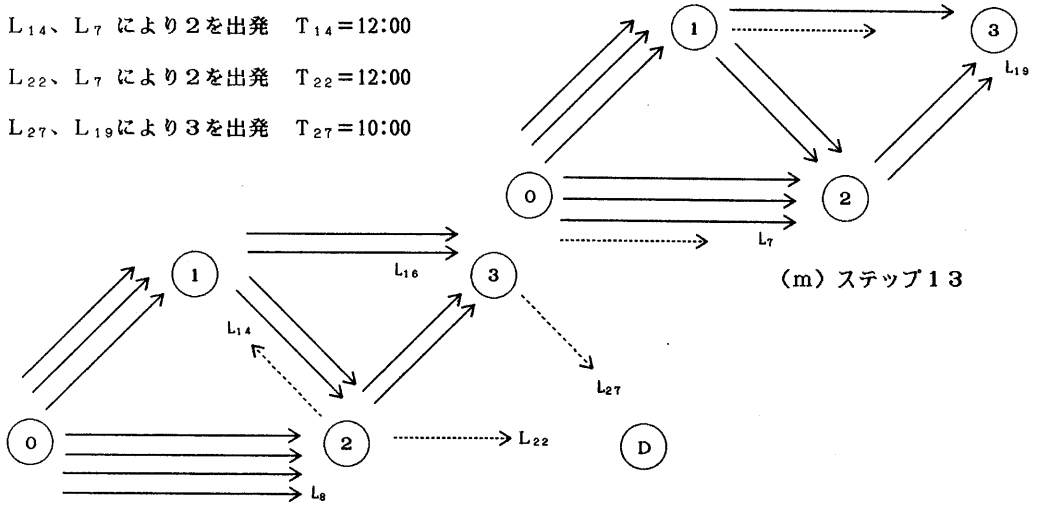 L₁₄、L₇ により2を出発 T₁₄=12:00
L₂₂、L₇ により2を出発 T₂₂=12:00
L₂₇、L₁₉により3を出発 T₂₇=10:00
1
3
L₁₉
0
2
L₇
(m) ステップ13
1
3
L₁₆
L₁₄
L₂₇
0
2
L₂₂
D
L₈